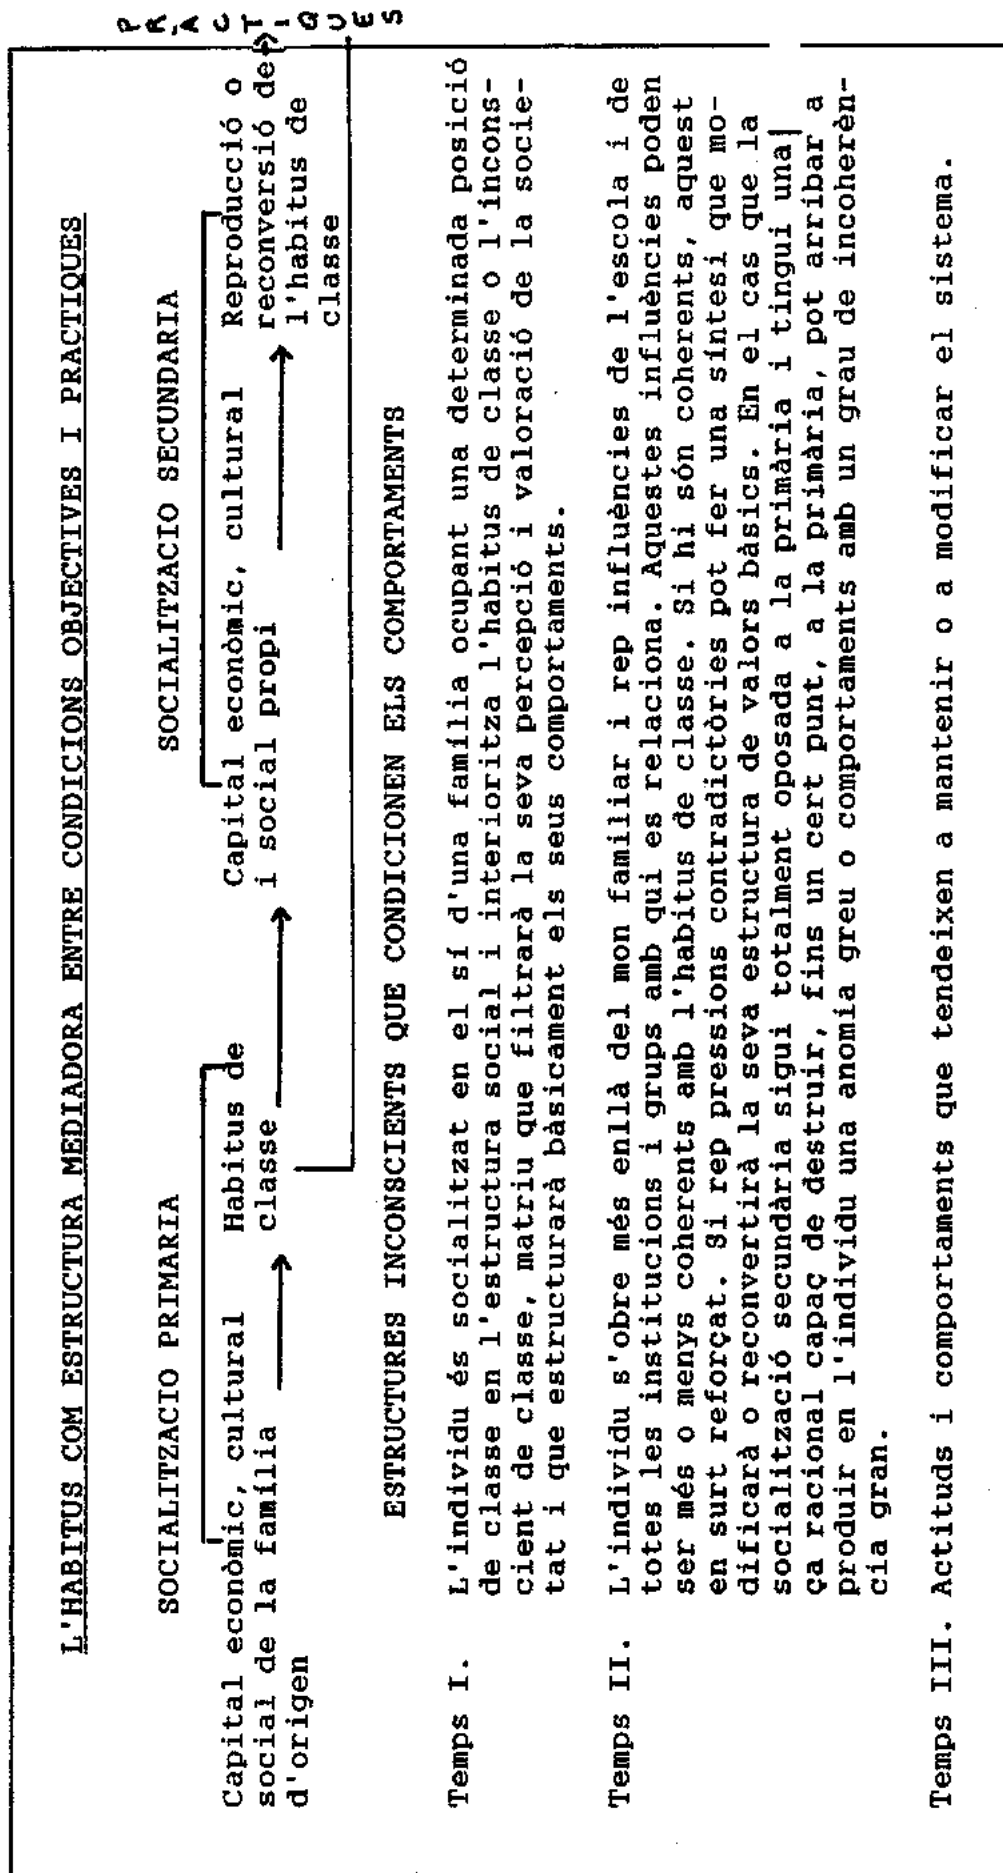 L'HABITUS COM ESTRUCTURA MEDIADORA ENTRE CONDICIONS OBJECTIVES I PRACTIQUES
SOCIALITZACIO PRIMARIA
SOCIALITZACIO SECUNDARIA
Capital econòmic, cultural
social de la família
d'origen
Habitus de
classe
Capital econòmic, cultural
i social propi
Reproducció o
reconversió de
l'habitus de
classe
PRACTIQUES
ESTRUCTURES INCONSCIENTS QUE CONDICIONEN ELS COMPORTAMENTS
Temps I. L'individu és socialitzat en el sí d'una família ocupant una determinada posició
de classe en l'estructura social i interioritza l'habitus de classe o l'incons-
cient de classe, matriu que filtrarà la seva percepció i valoració de la socie-
tat i que estructurarà bàsicament els seus comportaments.
Temps II. L'individu s'obre més enllà del mon familiar i rep influències de l'escola i de
totes les institucions i grups amb qui es relaciona. Aquestes influències poden
ser més o menys coherents amb l'habitus de classe. Si hi són coherents, aquest
en surt reforçat. Si rep pressions contradictòries pot fer una síntesi que mo-
dificarà o reconvertirà la seva estructura de valors bàsics. En el cas que la
socialització secundària sigui totalment oposada a la primària i tingui una
ça racional capaç de destruir, fins un cert punt, a la primària, pot arribar a
produir en l'individu una anomia greu o comportaments amb un grau de incoherèn-
cia gran.
Temps III. Actituds i comportaments que tendeixen a mantenir o a modificar el sistema.